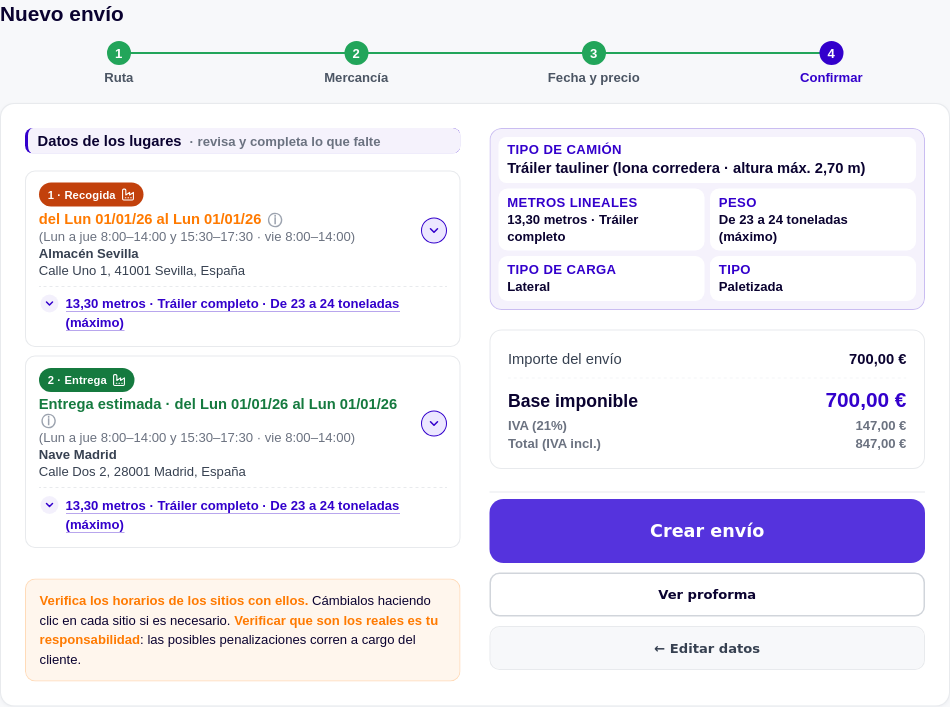 Nuevo envío
1
2
3
4
Ruta
Mercancía
Fecha y precio
Confirmar
Datos de los lugares · revisa y completa lo que falte
1 · Recogida
del Lun 01/01/26 al Lun 01/01/26 ⓘ
(Lun a jue 8:00–14:00 y 15:30–17:30 · vie 8:00–14:00)
Almacén Sevilla
Calle Uno 1, 41001 Sevilla, España
13,30 metros · Tráiler completo · De 23 a 24 toneladas
(máximo)
2 · Entrega
Entrega estimada · del Lun 01/01/26 al Lun 01/01/26
ⓘ
(Lun a jue 8:00–14:00 y 15:30–17:30 · vie 8:00–14:00)
Nave Madrid
Calle Dos 2, 28001 Madrid, España
13,30 metros · Tráiler completo · De 23 a 24 toneladas
(máximo)
Verifica los horarios de los sitios con ellos. Cámbialos haciendo
clic en cada sitio si es necesario. Verificar que son los reales es tu
responsabilidad: las posibles penalizaciones corren a cargo del
cliente.
TIPO DE CAMIÓN
Tráiler tauliner (lona corredera · altura máx. 2,70 m)
METROS LINEALES
13,30 metros · Tráiler
completo
PESO
De 23 a 24 toneladas
(máximo)
TIPO DE CARGA
Lateral
TIPO
Paletizada
Importe del envío 700,00 €
Base imponible 700,00 €
IVA (21%) 147,00 €
Total (IVA incl.) 847,00 €
Crear envío
Ver proforma
← Editar datos